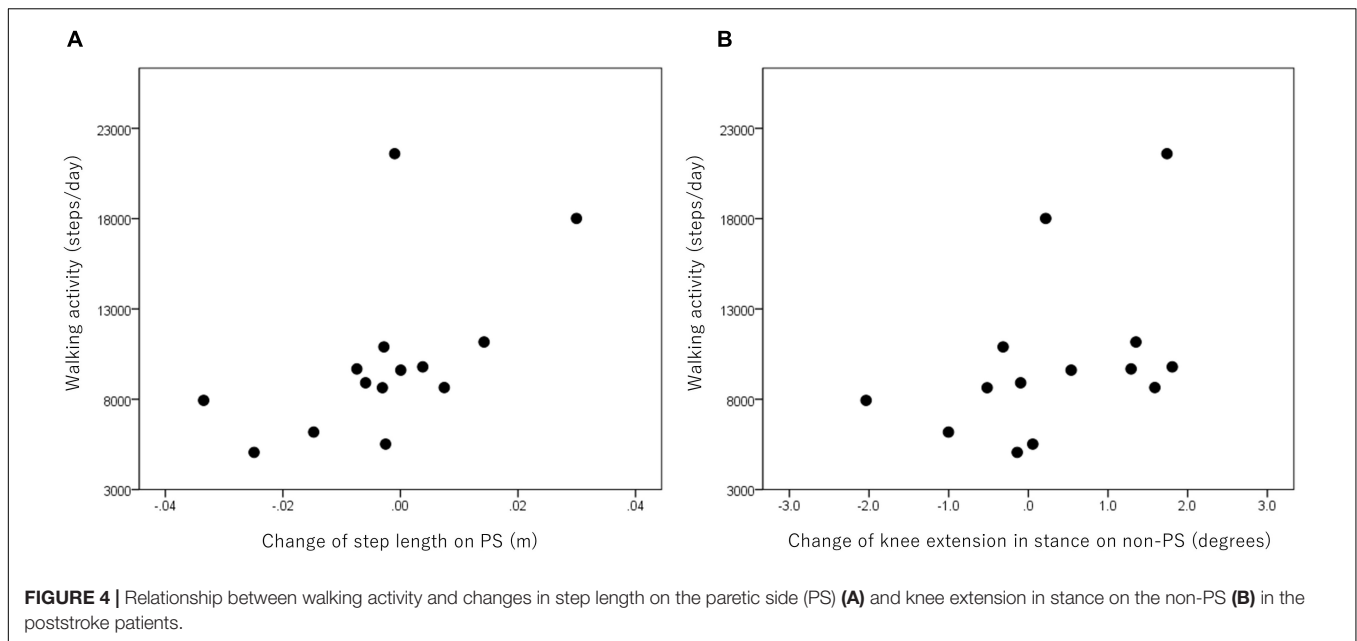 A
B
23000
18000
13000
8000
3000
Walking activity (steps/day)
-.04
-.02
.00
.02
.04
Change of step length on PS (m)
23000
18000
13000
8000
3000
Walking activity (steps/day)
-3.0
-2.0
-1.0
.0
1.0
2.0
3.0
Change of knee extension in stance on non-PS (degrees)
FIGURE 4 | Relationship between walking activity and changes in step length on the paretic side (PS) (A) and knee extension in stance on the non-PS (B) in the
poststroke patients.